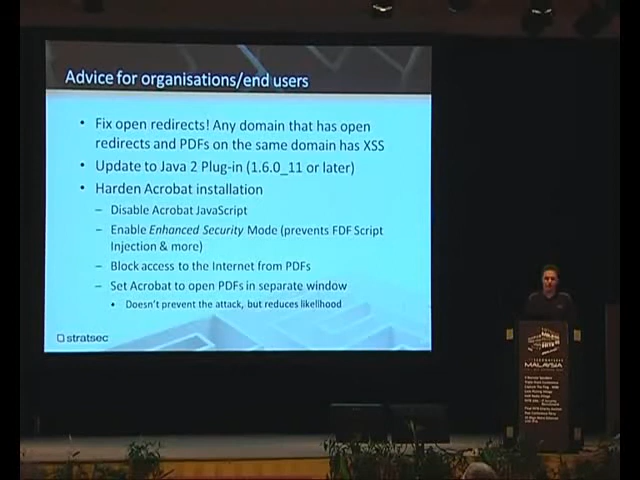 Advice for organisations/end users
• Fix open redirects! Any domain that has open
redirects and PDFs on the same domain has XSS
• Update to Java 2 Plug-in (1.6.0_11 or later)
• Harden Acrobat installation
– Disable Acrobat JavaScript
– Enable Enhanced Security Mode (prevents FDF Script
Injection & more)
– Block access to the Internet from PDFs
– Set Acrobat to open PDFs in separate window
• Doesn't prevent the attack, but reduces likelihood
stratsec
MALAYSIA